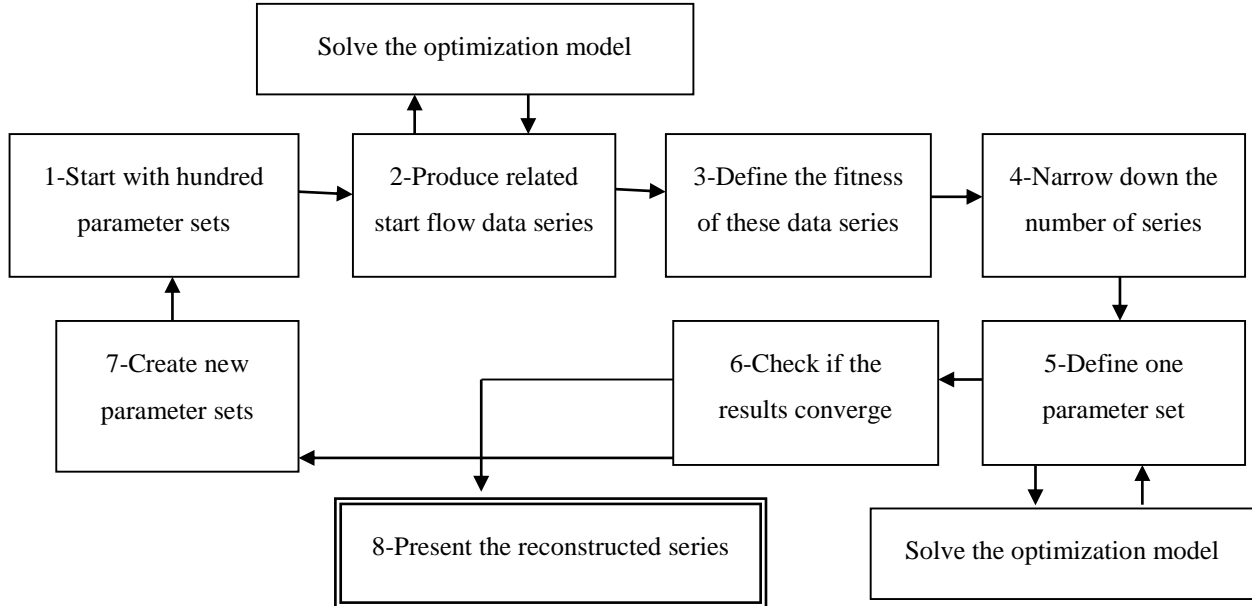 Solve the optimization model
1-Start with hundred
parameter sets
2-Produce related
start flow data series
3-Define the fitness
of these data series
4-Narrow down the
number of series
7-Create new
parameter sets
6-Check if the
results converge
5-Define one
parameter set
8-Present the reconstructed series
Solve the optimization model